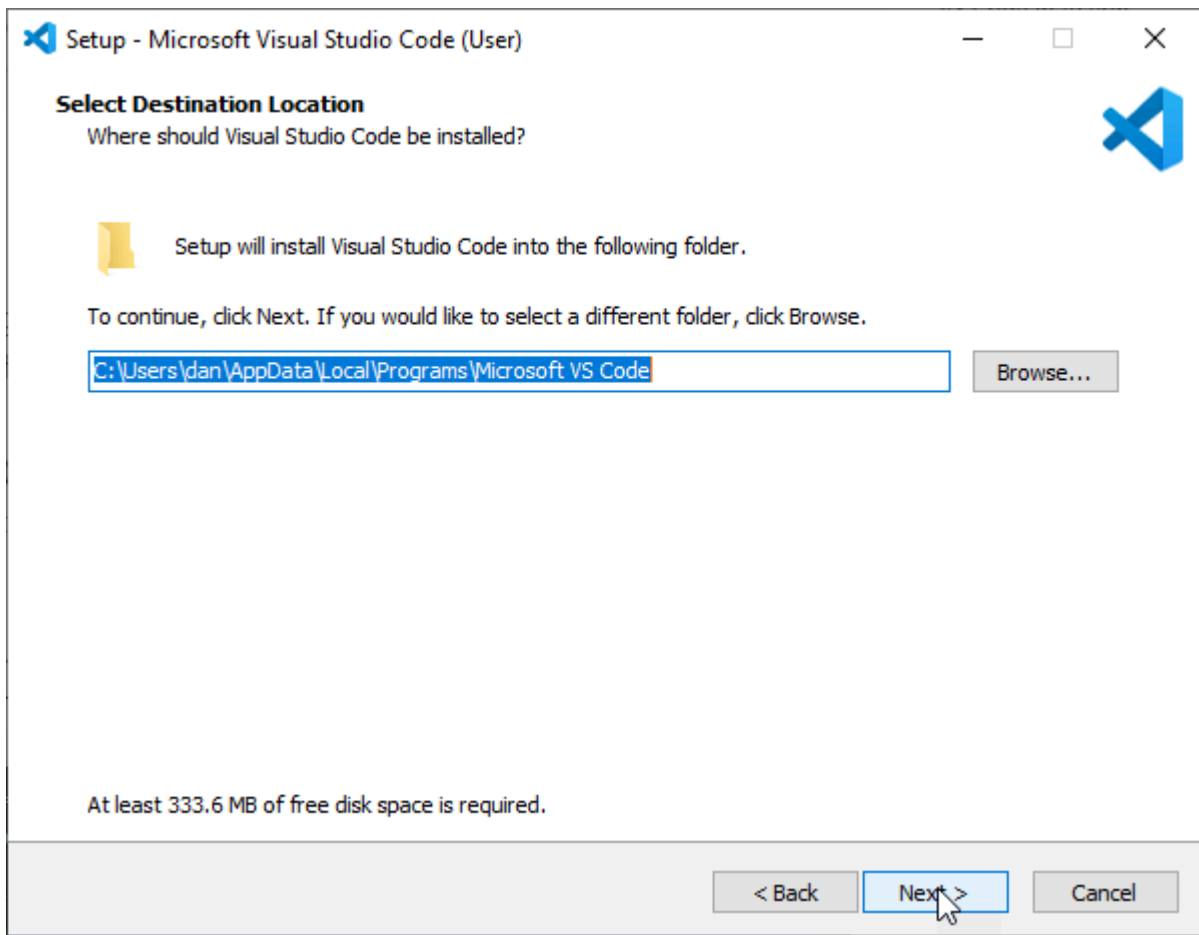 Setup - Microsoft Visual Studio Code (User)
Select Destination Location
Where should Visual Studio Code be installed?
Setup will install Visual Studio Code into the following folder.
To continue, click Next. If you would like to select a different folder, click Browse.
C:\Users\dan\AppData\Local\Programs\Microsoft VS Code
Browse...
At least 333.6 MB of free disk space is required.
< Back
Next >
Cancel